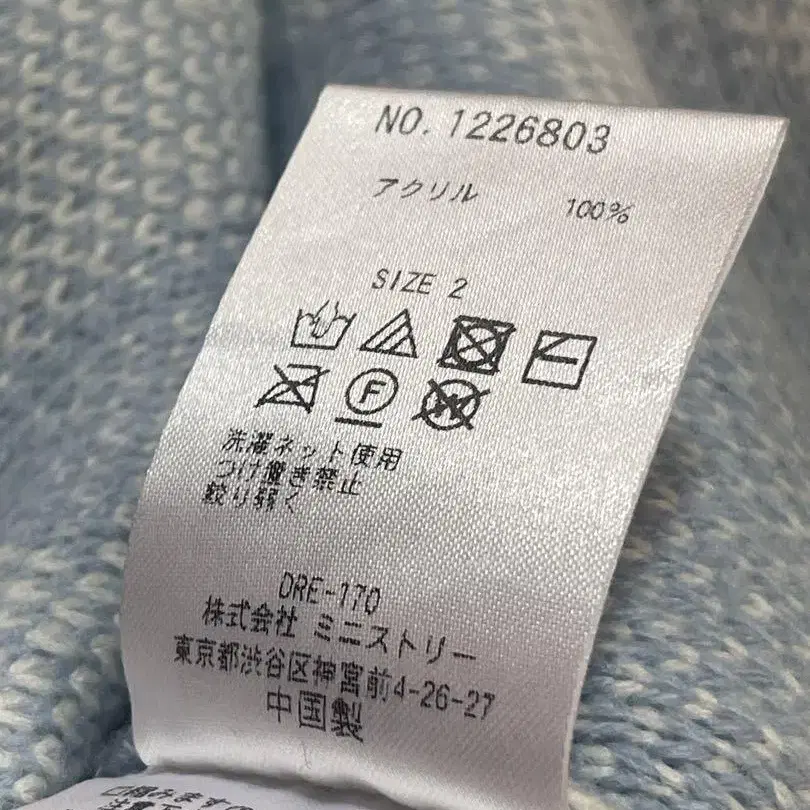 NO. 1226803
アクリル 100%
SIZE 2
F
W
洗濯ネット使用
つけ置き禁止
絞り弱く
DRE-170
株式会社 ミニストリー
東京都渋谷区神宮前4-26-27
中国製